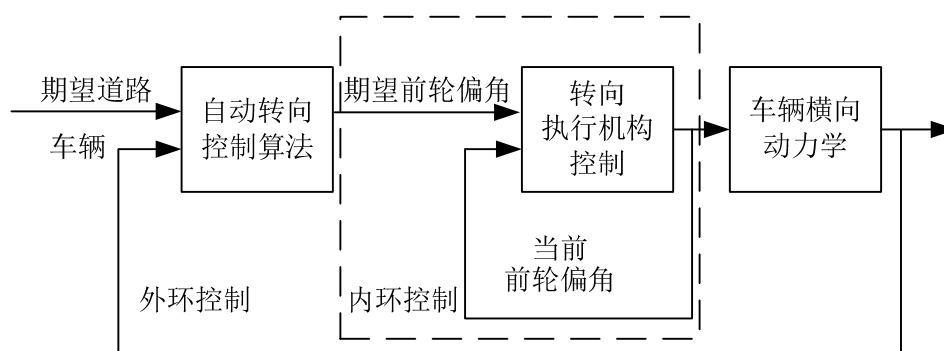 期望道路
车辆
自动转向
控制算法
期望前轮偏角
转向
执行机构
控制
车辆横向
动力学
当前
前轮偏角
外环控制
内环控制